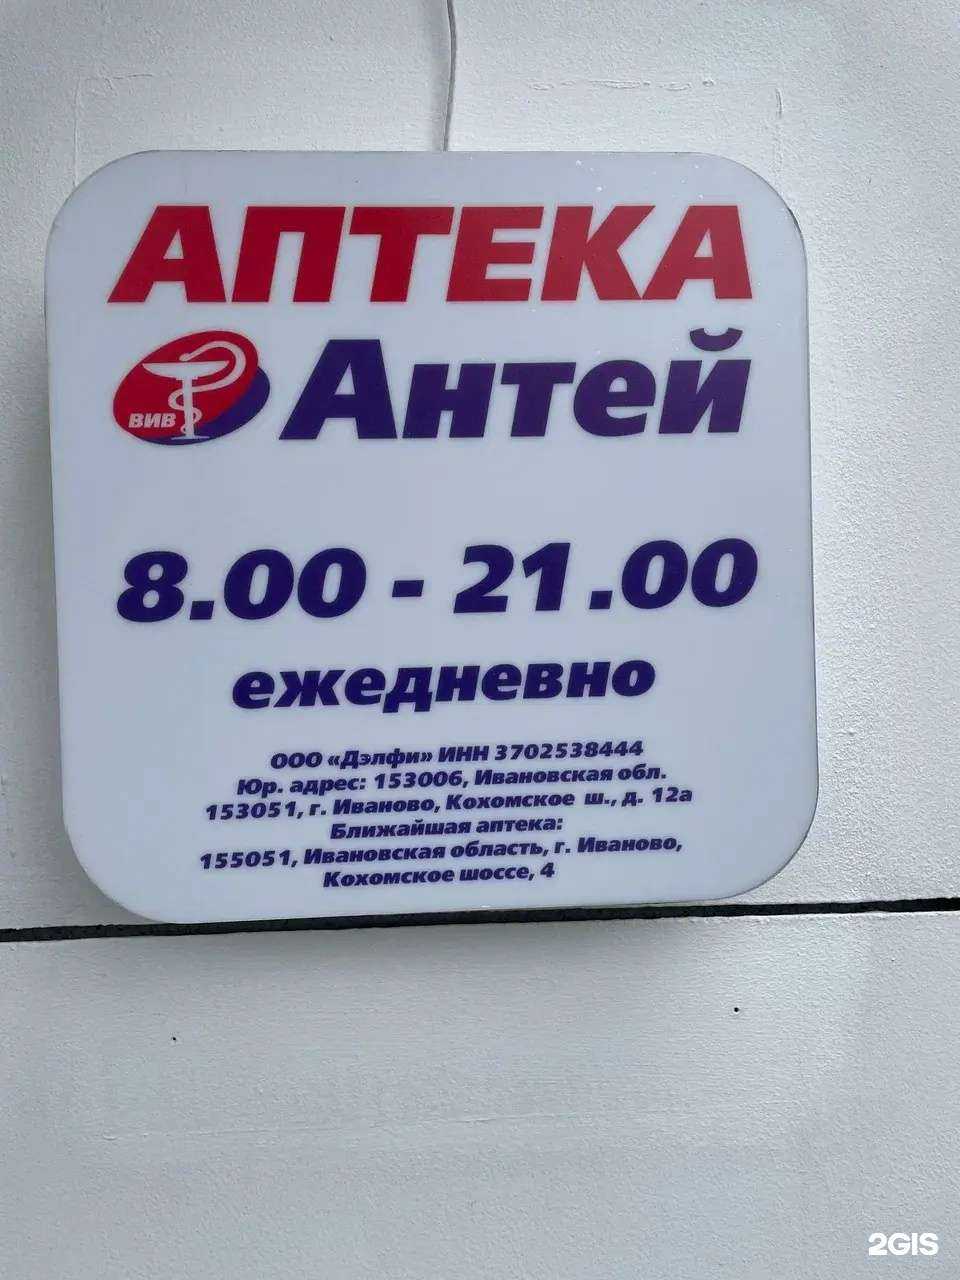 АПТЕКА
ВИВ Антей
8.00 - 21.00
ежедневно
ООО «Дэлфи» ИНН 3702538444
Юр. адрес: 153006, Ивановская обл.
153051, г. Иваново, Кохомское ш., д. 12а
Ближайшая аптека:
155051, Ивановская область, г. Иваново,
Кохомское шоссе, 4
2GIS